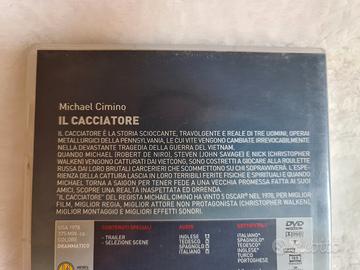 Michael Cimino
IL CACCIATORE
IL CACCIATORE È LA STORIA SCIOCCANTE, TRAVOLGENTE E REALE DI TRE UOMINI, OPERAI
METALLURGICI DELLA PENNSYLVANIA, LE CUI VITE VENGONO CAMBIATE IRREVOCABILMENTE
NELLA DEVASTANTE TRAGEDIA DELLA GUERRA DEL VIETNAM.
QUANDO MICHAEL (ROBERT DE NIRO), STEVEN (JOHN SAVAGE) E NICK (CHRISTOPHER
WALKEN) VENGONO CATTURATI DAI VIETCONG, SONO COSTRETTI A GIOCARE ALLA ROULETTE
RUSSA DAI LORO BRUTALI CARCERIERI CHE SCOMMETTONO SU CHI SOPRAVVIVERÀ. L'ESPE-
RIENZA DELLA CATTURA LASCIA IN LORO TREMENDE FERITE FISICHE E SPIRITUALI E QUANDO
MICHAEL TORNA A SAIGON PER TENER FEDE A UNA VECCHIA PROMESSA FATTA AI SUOI
AMICI, SCOPRE UNA REALTÀ INASPETTATA ED ORRENDA.
"IL CACCIATORE" DEL REGISTA MICHAEL CIMINO HA VINTO 5 OSCAR NEL 1978, PER MIGLIOR
FILM, MIGLIOR REGIA, MIGLIOR ATTORE NON PROTAGONISTA (CHRISTOPHER WALKEN),
MIGLIOR MONTAGGIO E MIGLIORI EFFETTI SONORI.
USA 1978
175 MIN. ca
COLORE
DRAMMATICO
CONTENUTI SPECIALI
- TRAILER
- SELEZIONE SCENE
AUDIO
INGLESE
TEDESCO
SPAGNOLO
ITALIANO
SOTTOTITOLI
ITALIANO
SPAGNOLO
TEDESCO
INGLESE
TURCO
PORTOGHESE
DVD